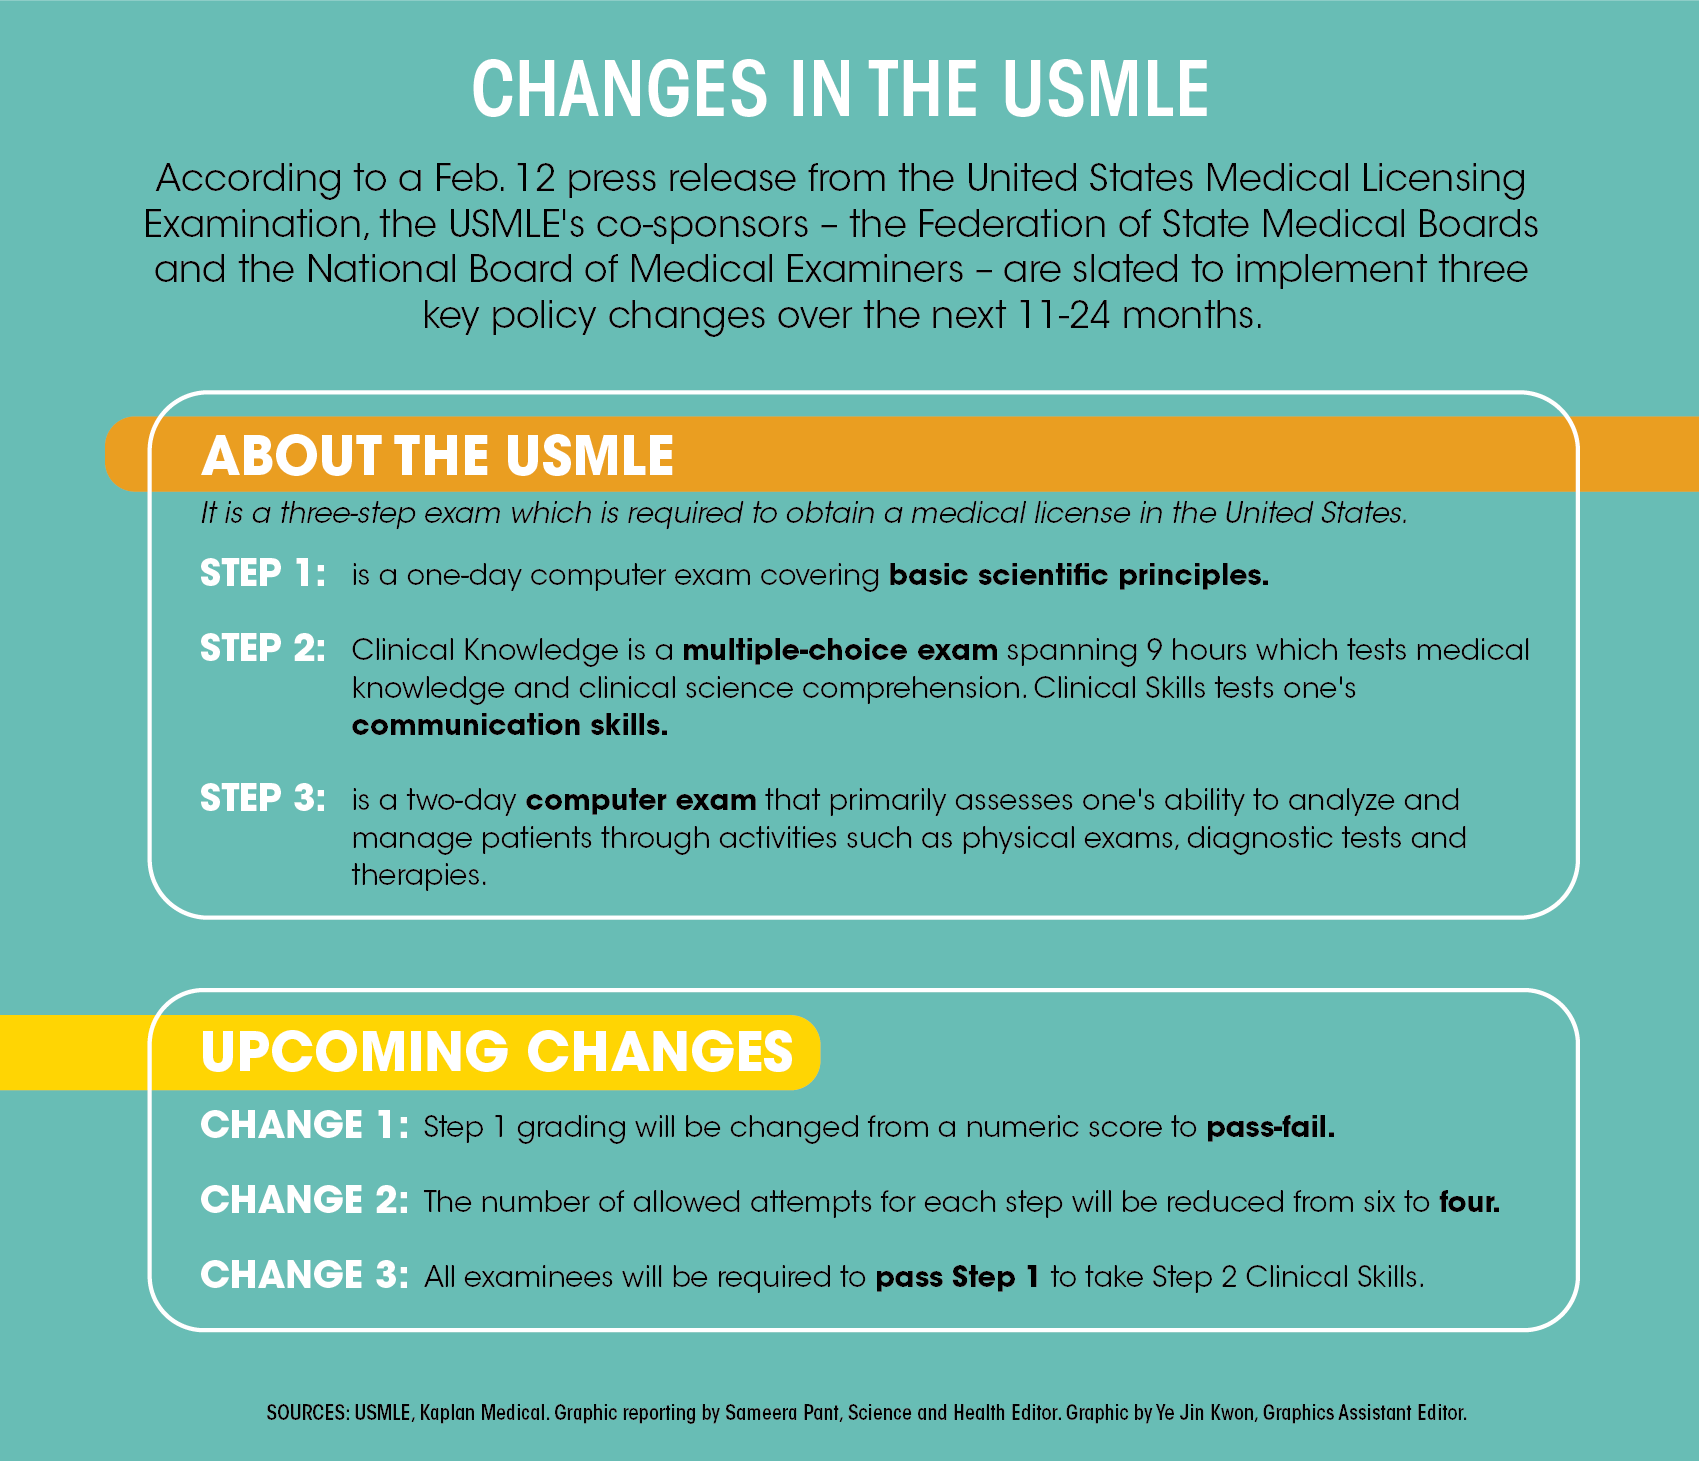 CHANGES IN THE USMLE
According to a Feb. 12 press release from the United States Medical Licensing
Examination, the USMLE's co-sponsors – the Federation of State Medical Boards
and the National Board of Medical Examiners – are slated to implement three
key policy changes over the next 11-24 months.
ABOUT THE USMLE
It is a three-step exam which is required to obtain a medical license in the United States.
STEP 1: is a one-day computer exam covering basic scientific principles.
STEP 2: Clinical Knowledge is a multiple-choice exam spanning 9 hours which tests medical
knowledge and clinical science comprehension. Clinical Skills tests one's
communication skills.
STEP 3: is a two-day computer exam that primarily assesses one's ability to analyze and
manage patients through activities such as physical exams, diagnostic tests and
therapies.
UPCOMING CHANGES
CHANGE 1: Step 1 grading will be changed from a numeric score to pass-fail.
CHANGE 2: The number of allowed attempts for each step will be reduced from six to four.
CHANGE 3: All examinees will be required to pass Step 1 to take Step 2 Clinical Skills.
SOURCES: USMLE, Kaplan Medical. Graphic reporting by Sameera Pant, Science and Health Editor. Graphic by Ye Jin Kwon, Graphics Assistant Editor.